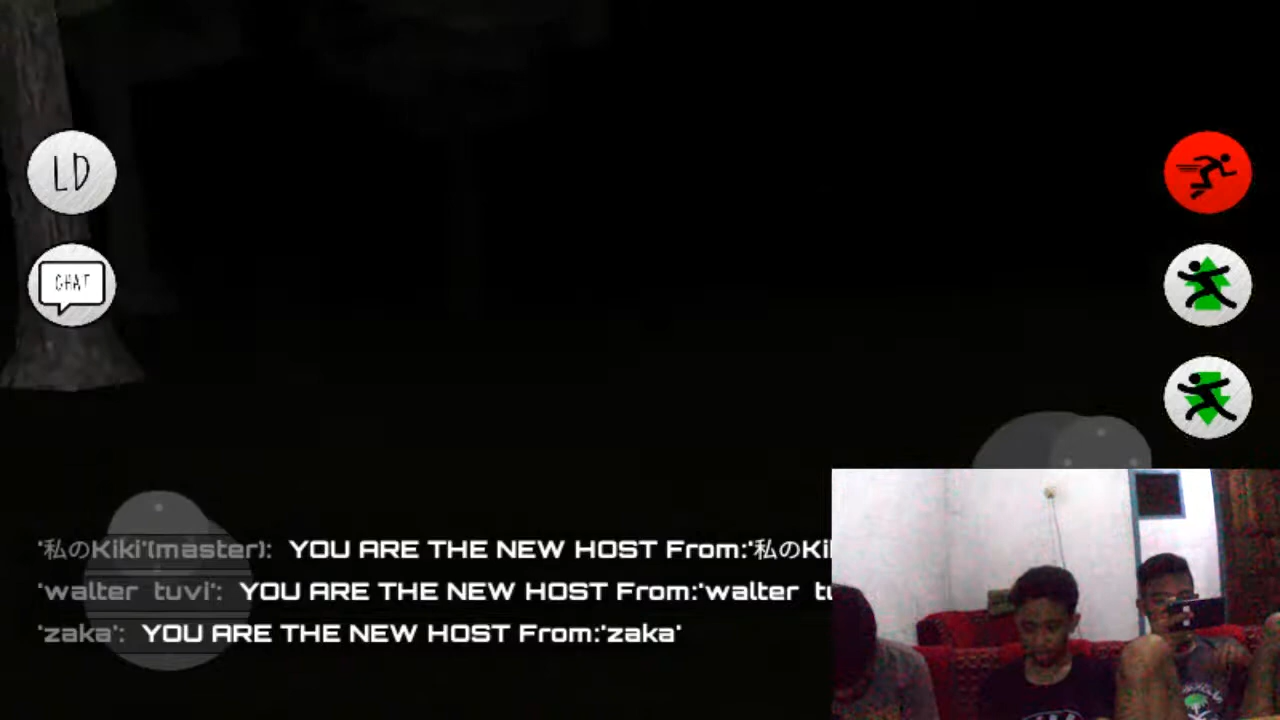 LD
CHAT
'私のKiki'(master): YOU ARE THE NEW HOST From:'私のKi
'walter tuvi': YOU ARE THE NEW HOST From:'walter tu
'zaka': YOU ARE THE NEW HOST From:'zaka'